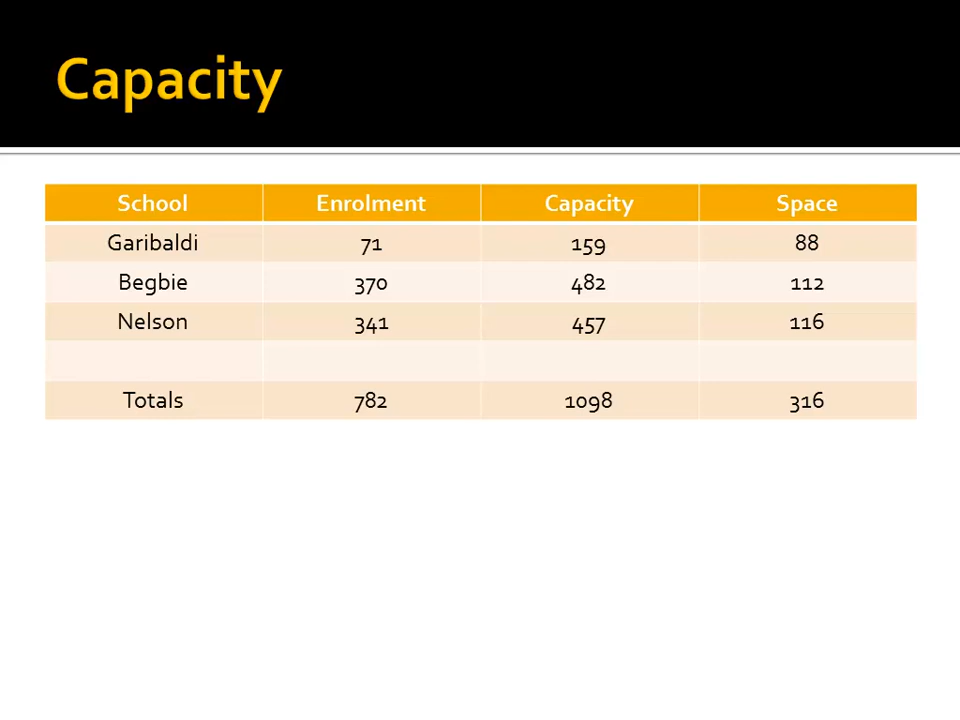 Capacity
School Enrolment Capacity Space
Garibaldi 71 159 88
Begbie 370 482 112
Nelson 341 457 116
Totals 782 1098 316